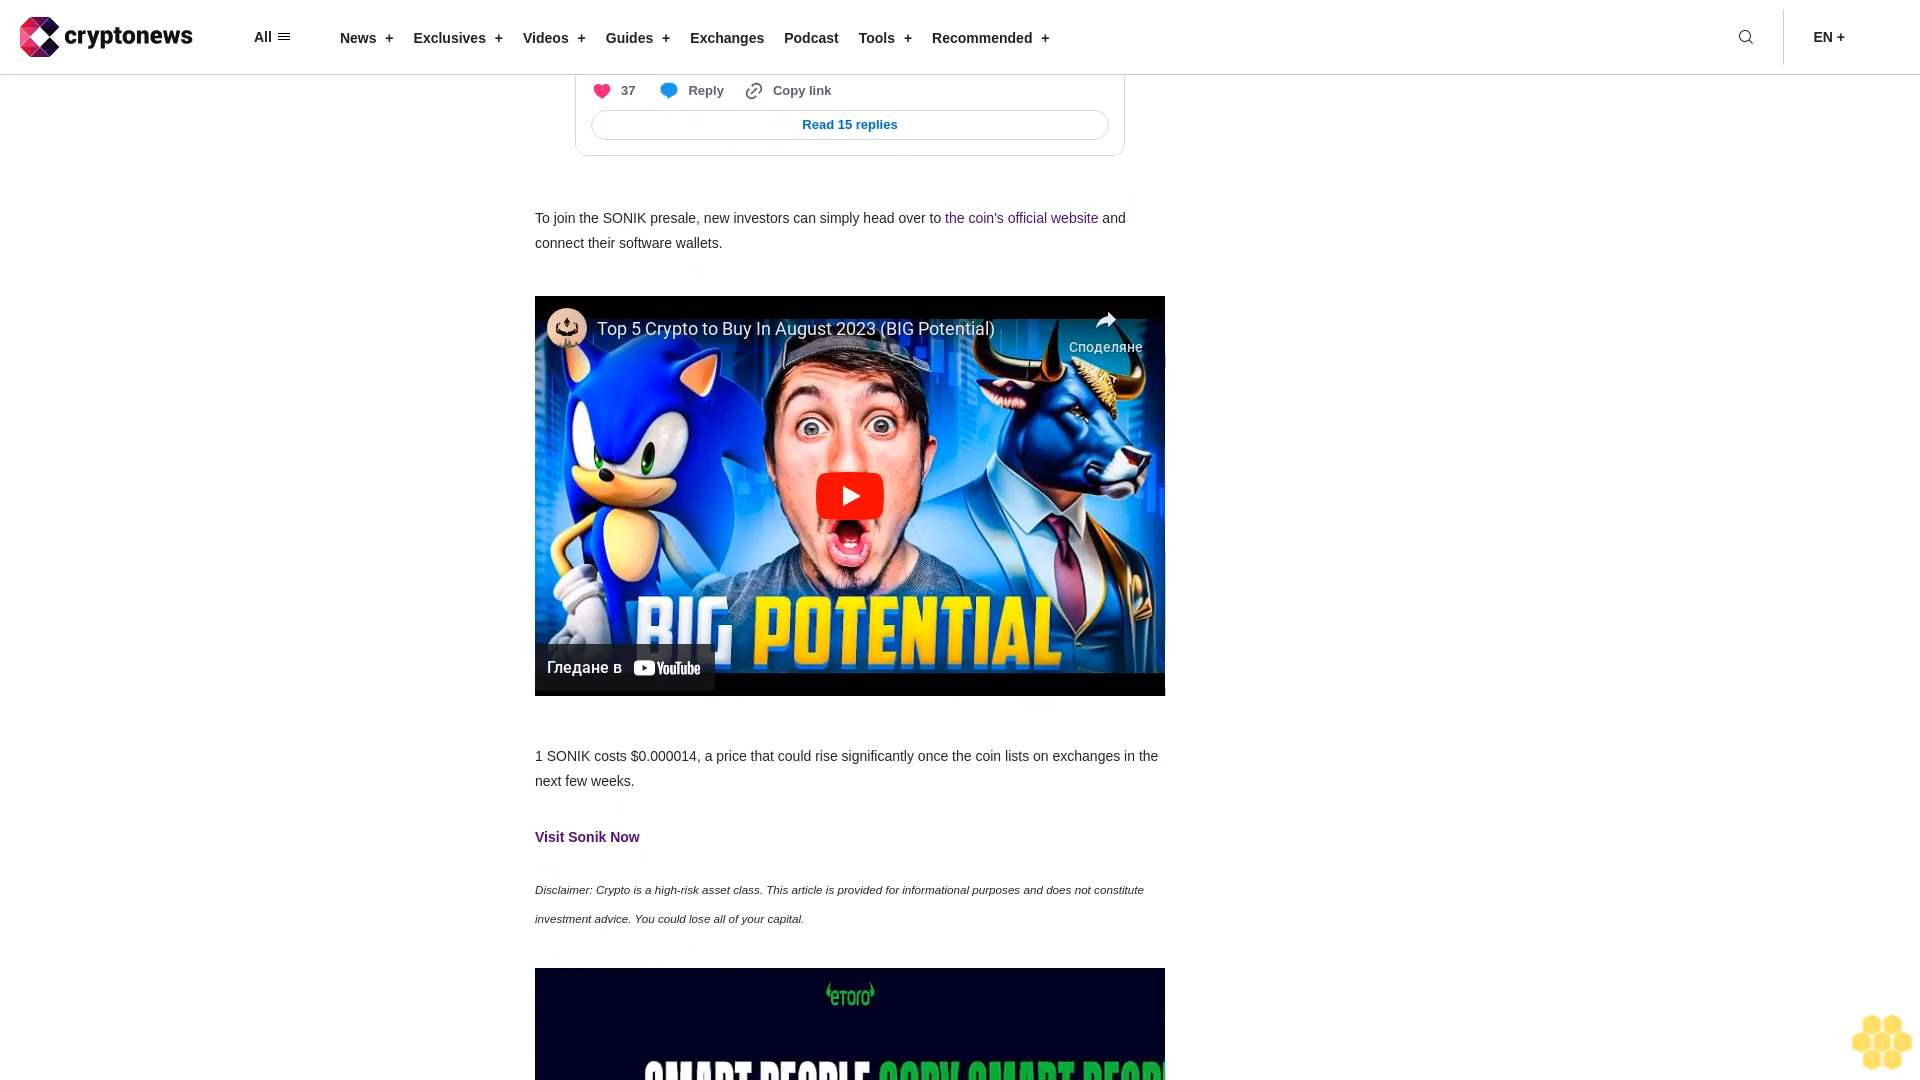 cryptonews
All
News + Exclusives + Videos + Guides + Exchanges Podcast Tools + Recommended +
EN +
37 Reply Copy link
Read 15 replies
To join the SONIK presale, new investors can simply head over to the coin's official website and
connect their software wallets.
Top 5 Crypto to Buy In August 2023 (BIG Potential)
Споделяне
BIG POTENTIAL
Гледане в YouTube
1 SONIK costs $0.000014, a price that could rise significantly once the coin lists on exchanges in the
next few weeks.
Visit Sonik Now
Disclaimer: Crypto is a high-risk asset class. This article is provided for informational purposes and does not constitute
investment advice. You could lose all of your capital.
eToro
SMART PEOPLE COPY SMART PEOPL